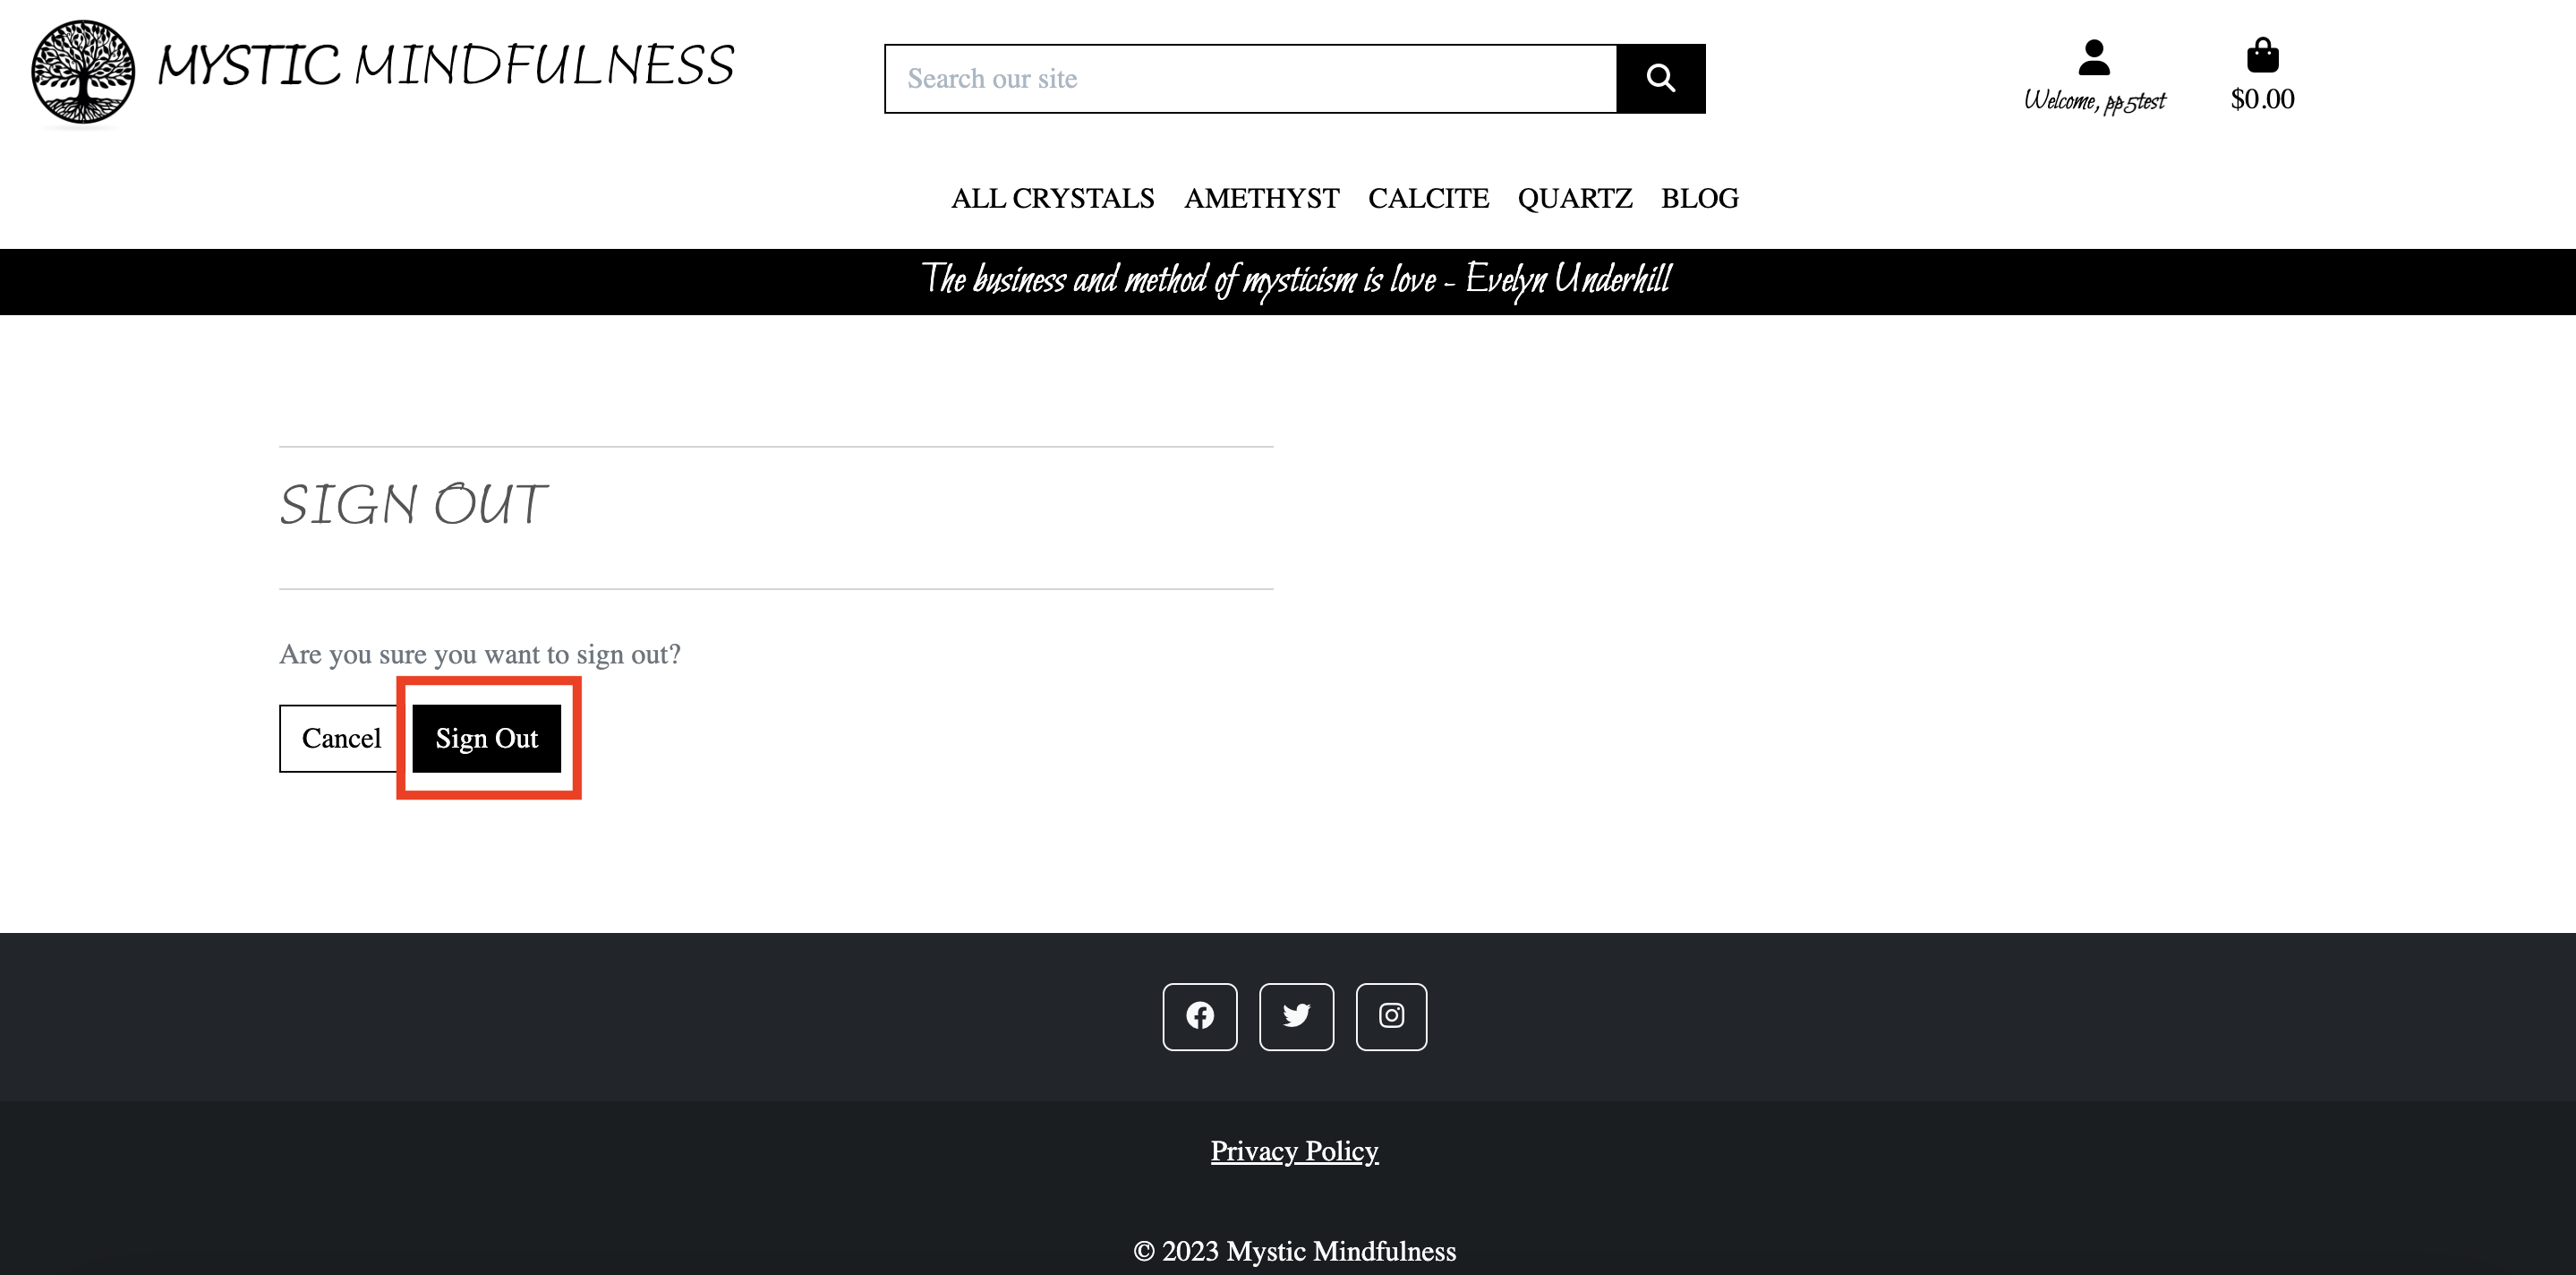 MYSTIC MINDFULNESS
Search our site
Welcome, pp5test
$0.00
ALL CRYSTALS AMETHYST CALCITE QUARTZ BLOG
The business and method of mysticism is love - Evelyn Underhill
SIGN OUT
Are you sure you want to sign out?
Cancel Sign Out
Privacy Policy
© 2023 Mystic Mindfulness